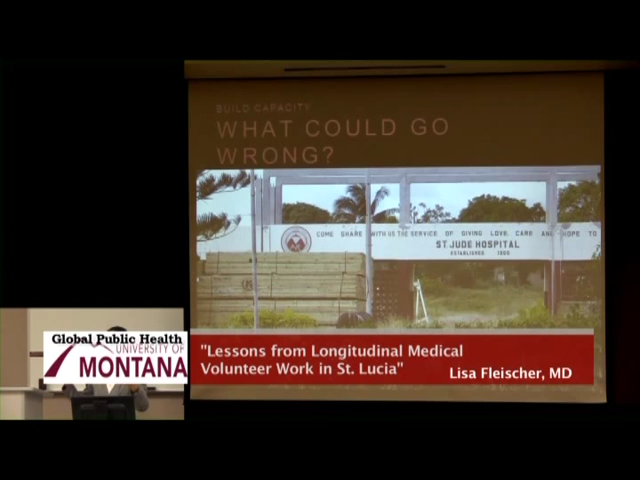 BUILD CAPACITY
WHAT COULD GO
WRONG?
COME SHARE WITH US THE SERVICE OF GIVING LOVE, CARE AND HOPE TO
ST JUDE HOSPITAL
Global Public Health
UNIVERSITY OF
MONTANA
"Lessons from Longitudinal Medical
Volunteer Work in St. Lucia"
Lisa Fleischer, MD